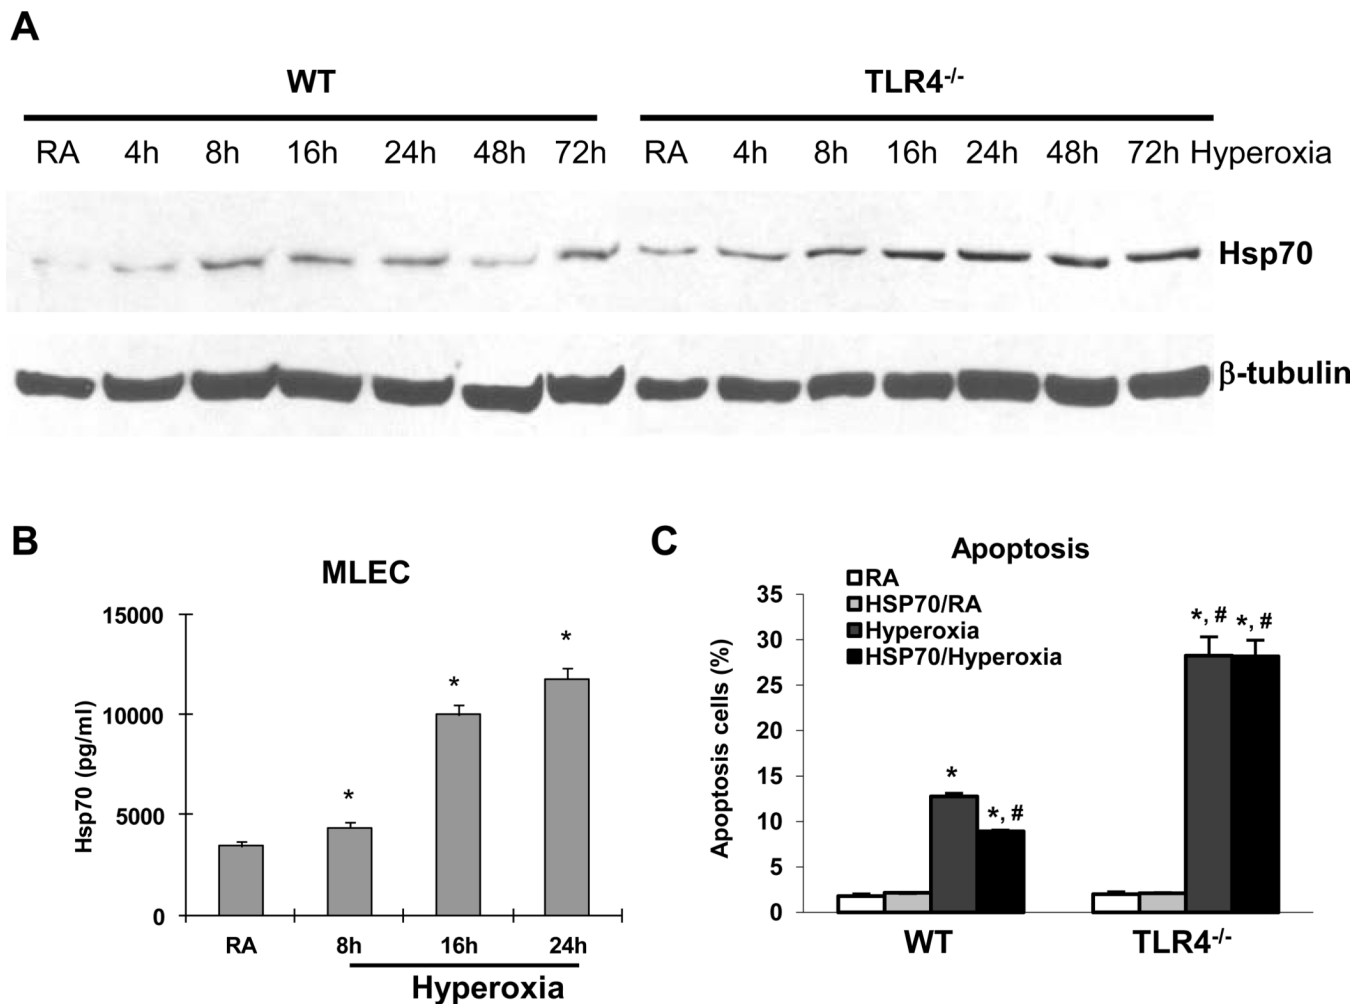 A
WT TLR4-/-
RA 4h 8h 16h 24h 48h 72h RA 4h 8h 16h 24h 48h 72h Hyperoxia
Hsp70
β-tubulin
B
MLEC
Hsp70 (pg/ml)
15000
10000
5000
0
*
*
*
RA 8h 16h 24h
Hyperoxia
C
Apoptosis
RA
HSP70/RA
Hyperoxia
HSP70/Hyperoxia
Apoptosis cells (%)
35
30
25
20
15
10
5
0
*
*, #
*, # *, #
WT TLR4-/-